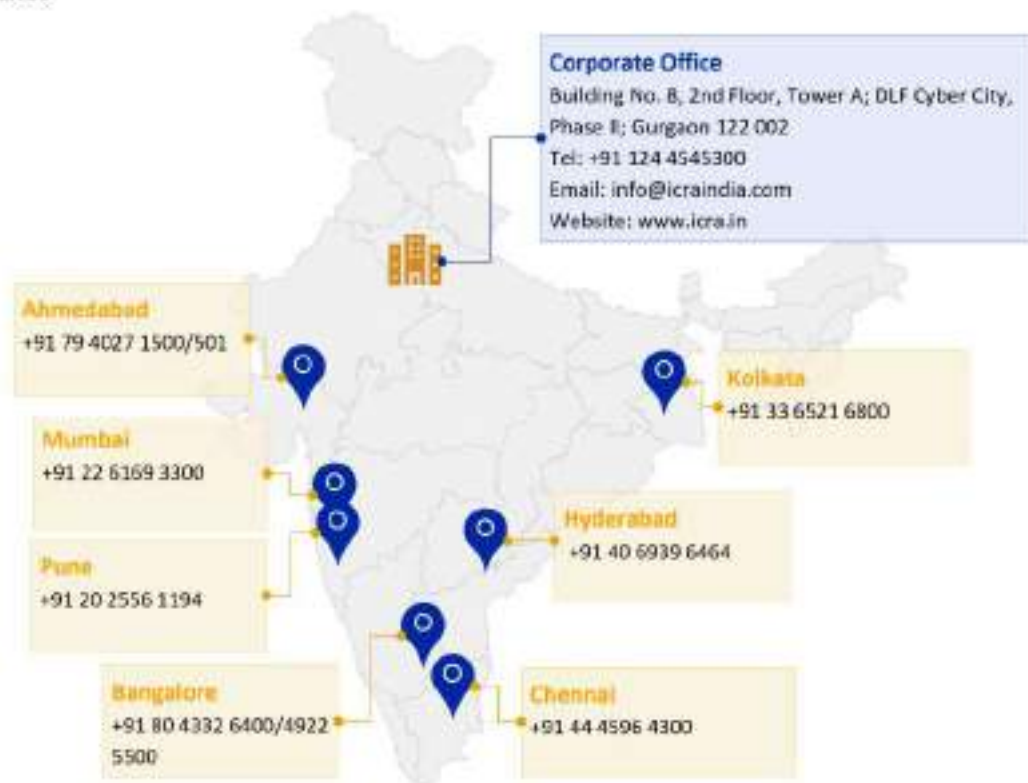 Corporate Office
Building No. 8, 2nd Floor, Tower A; DLF Cyber City,
Phase II; Gurgaon 122 002
Tel: +91 124 4545300
Email: info@icraindia.com
Website: www.icra.in
Ahmedabad
+91 79 4027 1500/501
Kolkata
+91 33 6521 6800
Mumbai
+91 22 6169 3300
Hyderabad
+91 40 6939 6464
Pune
+91 20 2556 1194
Bangalore
+91 80 4332 6400/4922
5500
Chennai
+91 44 4596 4300